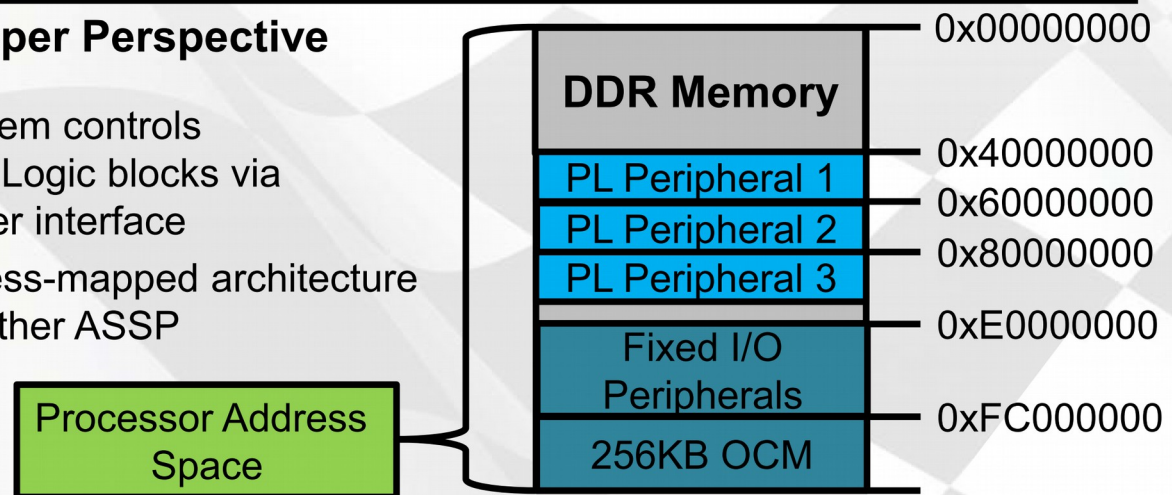 per Perspective
em controls
Logic blocks via
er interface
ess-mapped architecture
ther ASSP
Processor Address
Space
DDR Memory
PL Peripheral 1
PL Peripheral 2
PL Peripheral 3
Fixed I/O
Peripherals
256KB OCM
0x00000000
0x40000000
0x60000000
0x80000000
0xE0000000
0xFC000000